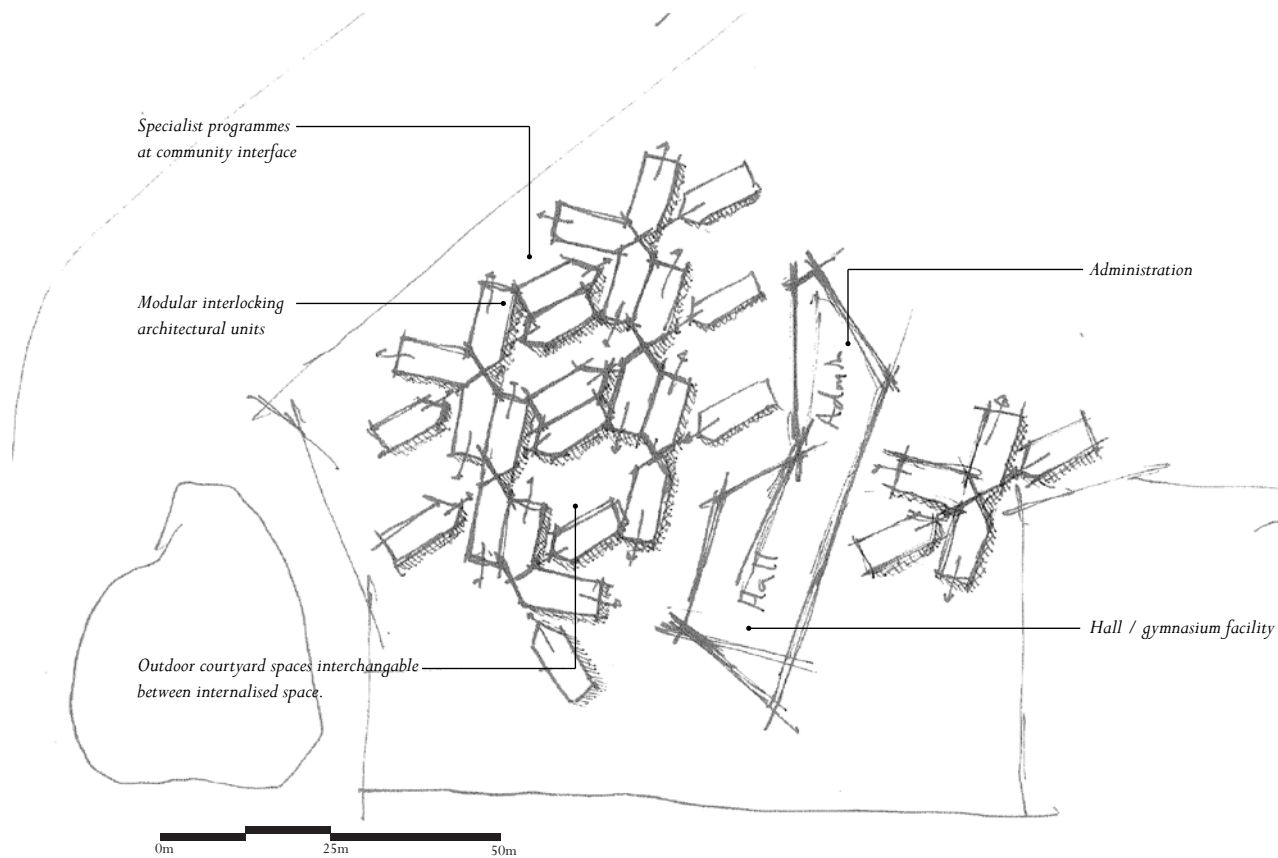 Specialist programmes
at community interface
Modular interlocking
architectural units
Administration
Admin
Hall
Hall / gymnasium facility
Outdoor courtyard spaces interchangable
between internalised space.
0m
25m
50m